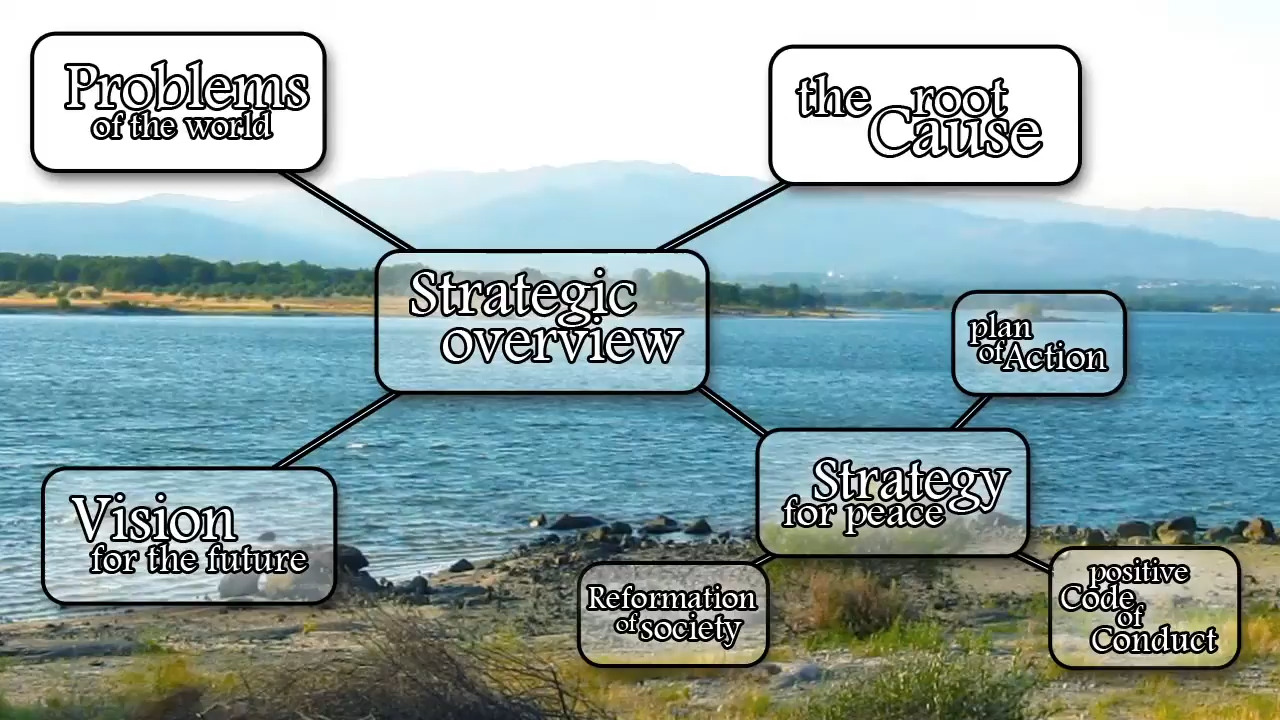 Problems
of the world
the root
Cause
Strategic
overview
plan
of Action
Strategy
for peace
Vision
for the future
Reformation
of society
positive
Code
of
Conduct